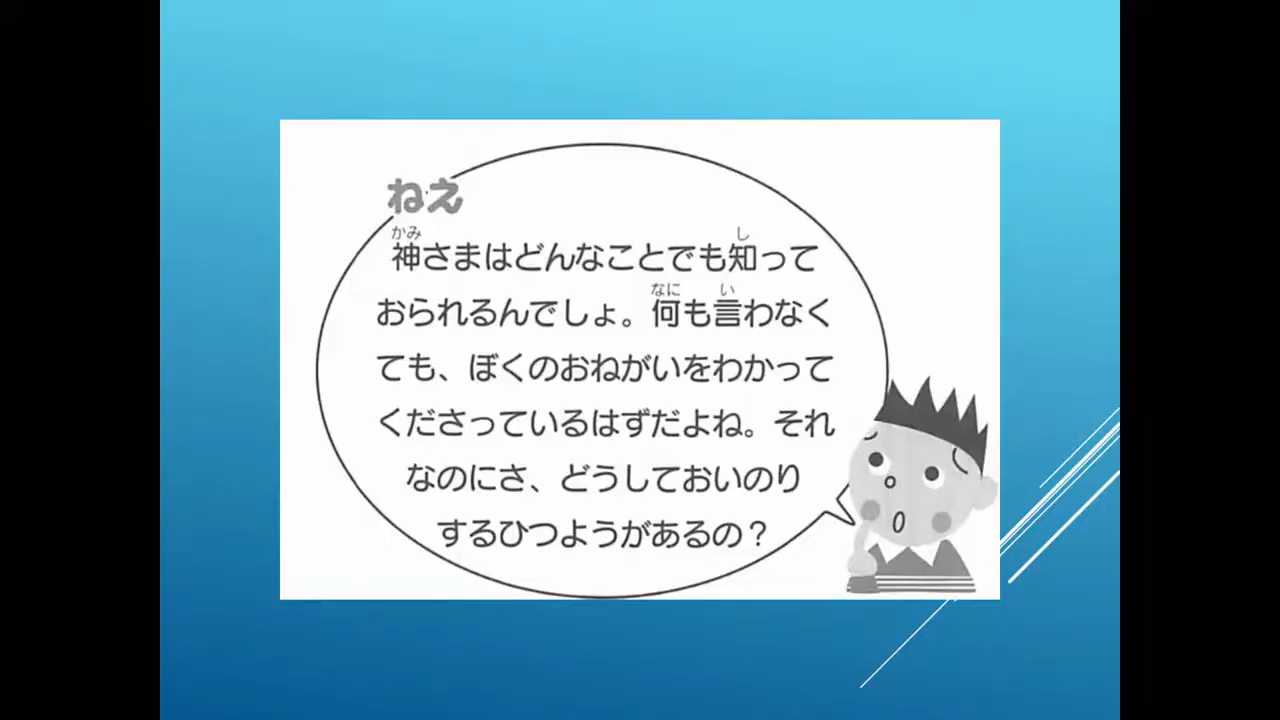 ねえ
神さまはどんなことでも知って
おられるんでしょ。何も言わなく
ても、ぼくのおねがいをわかって
くださっているはずだよね。それ
なのにさ、どうしておいのり
するひつようがあるの？